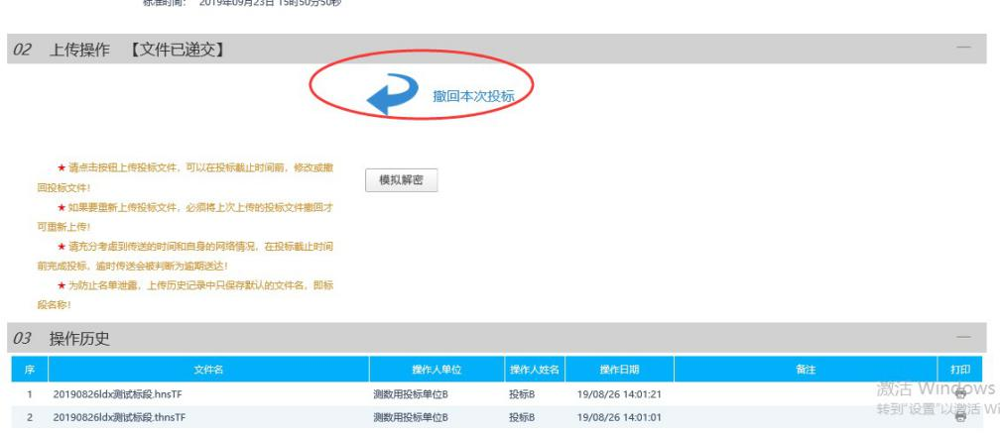 标准时间： 2019年09月23日 15时50分50秒
02 上传操作 【文件已递交】
撤回本次投标
★ 请点击按钮上传投标文件，可以在投标截止时间前，修改或撤
回投标文件！
★ 如果要重新上传投标文件，必须将上次上传的投标文件撤回才
可重新上传！
★ 请充分考虑到传送的时间和自身的网络情况，在投标截止时间
前完成投标，逾时传送会被判断为逾期送达！
★ 为防止名单泄露，上传历史记录中只保存默认的文件名，即标
段名称！
模拟解密
03 操作历史
序 文件名 操作人单位 操作人姓名 操作日期 备注 打印
1 20190826ldx测试标段.hnsTF 测数用投标单位B 投标B 19/08/26 14:01:21
2 20190826ldx测试标段.thnsTF 测数用投标单位B 投标B 19/08/26 14:01:01
激活 Windows
转到"设置"以激活 Wi